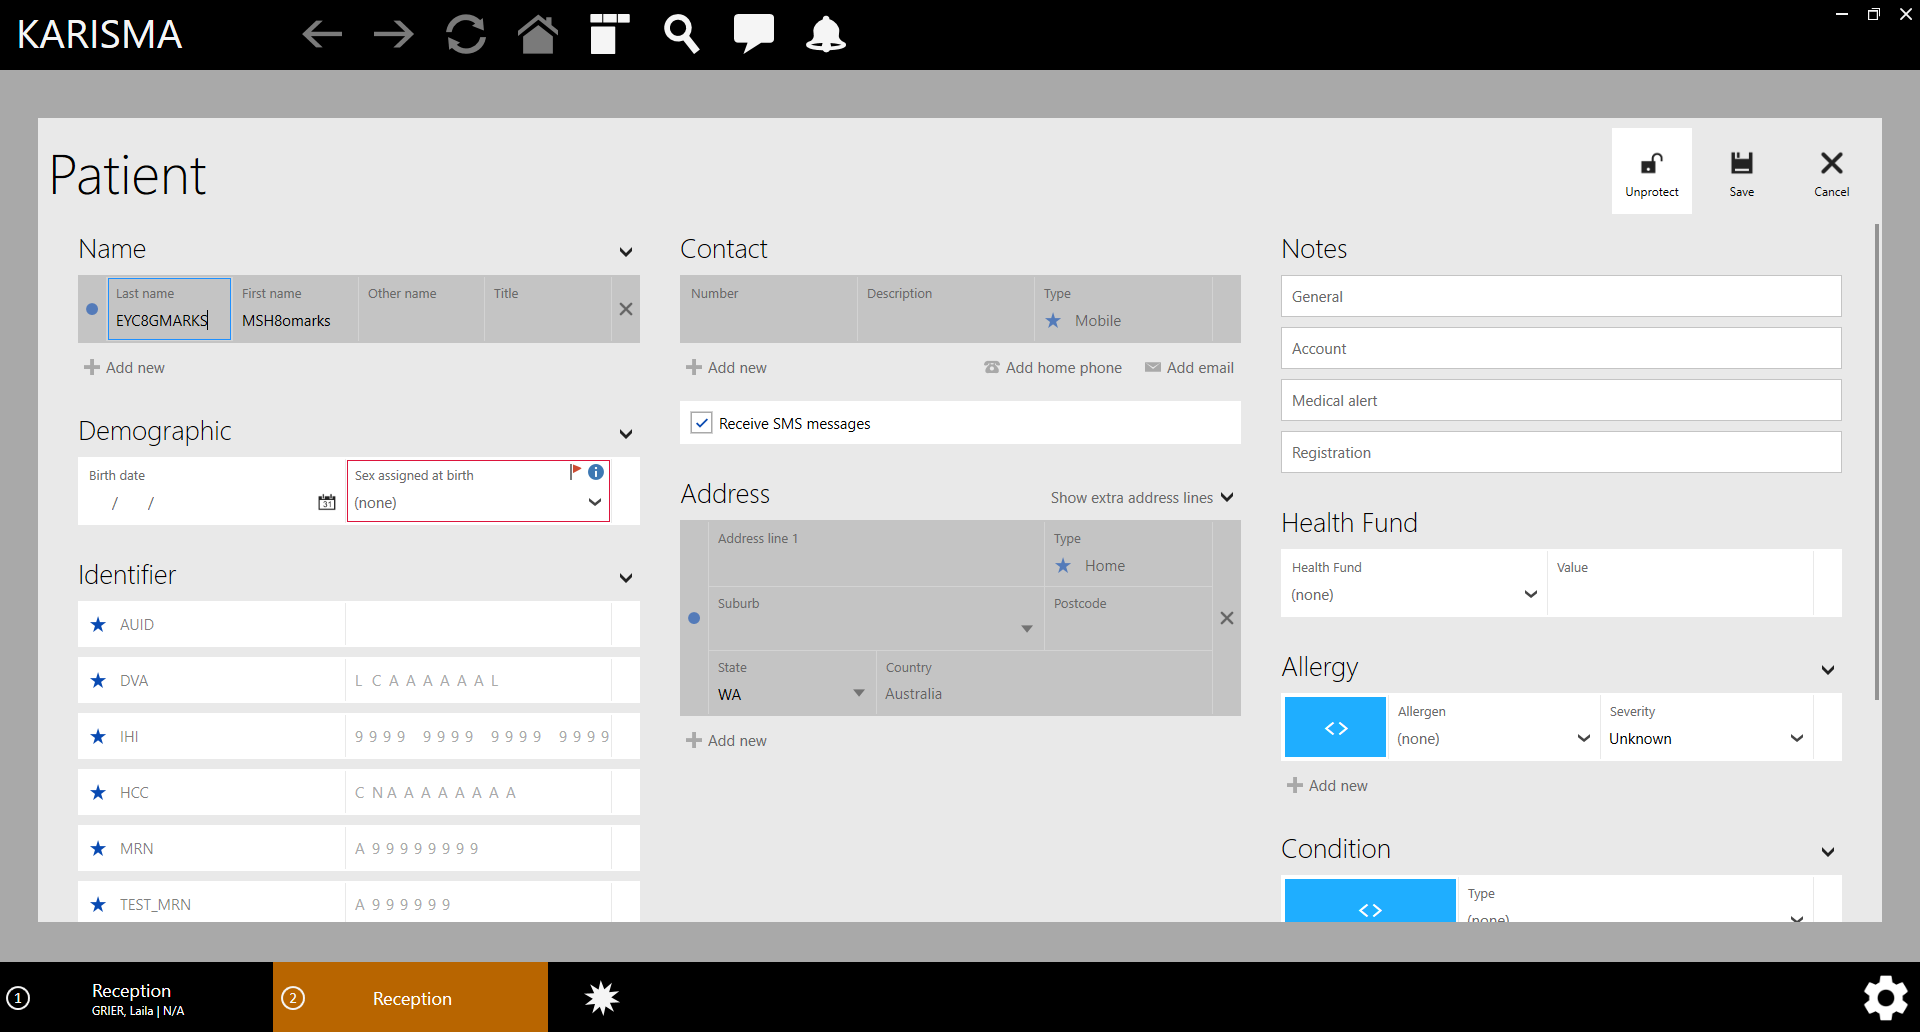 KARISMA
Patient
Unprotect
Save
Cancel
Name
Last name
EYC8GMARKS
First name
MSH8omarks
Other name
Title
Add new
Demographic
Birth date
/ /
31
Sex assigned at birth
(none)
Identifier
AUID
DVA
L C A A A A A A L
IHI
9 9 9 9 9 9 9 9 9 9 9 9 9 9 9 9
HCC
C N A A A A A A A A
MRN
A 9 9 9 9 9 9 9 9
TEST_MRN
A 9 9 9 9 9 9
Contact
Number
Description
Type
Mobile
Add new
Add home phone
Add email
Receive SMS messages
Address
Show extra address lines
Address line 1
Type
Home
Suburb
Postcode
State
WA
Country
Australia
Add new
Notes
General
Account
Medical alert
Registration
Health Fund
Health Fund
(none)
Value
Allergy
<>
Allergen
(none)
Severity
Unknown
Add new
Condition
<>
Type
(none)
1
Reception
GRIER, Laila | N/A
2
Reception